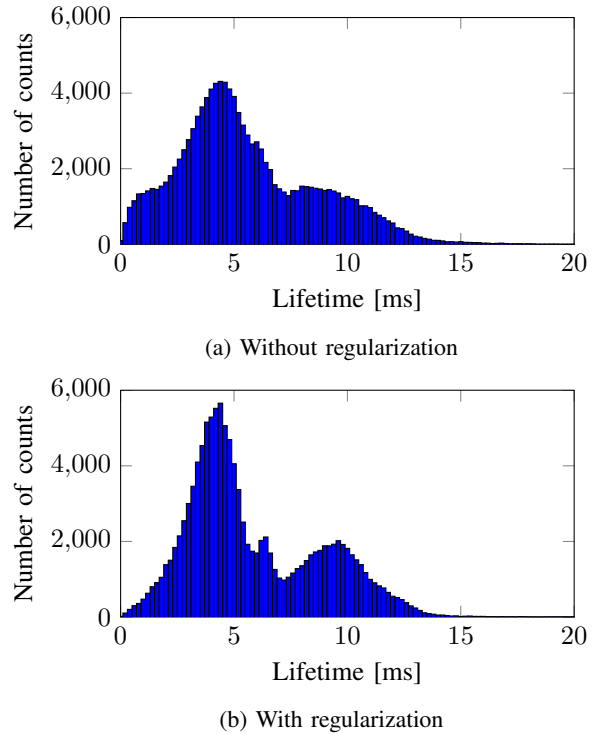 6,000
4,000
2,000
0
Number of counts
0 5 10 15 20
Lifetime [ms]
(a) Without regularization
6,000
4,000
2,000
0
Number of counts
0 5 10 15 20
Lifetime [ms]
(b) With regularization